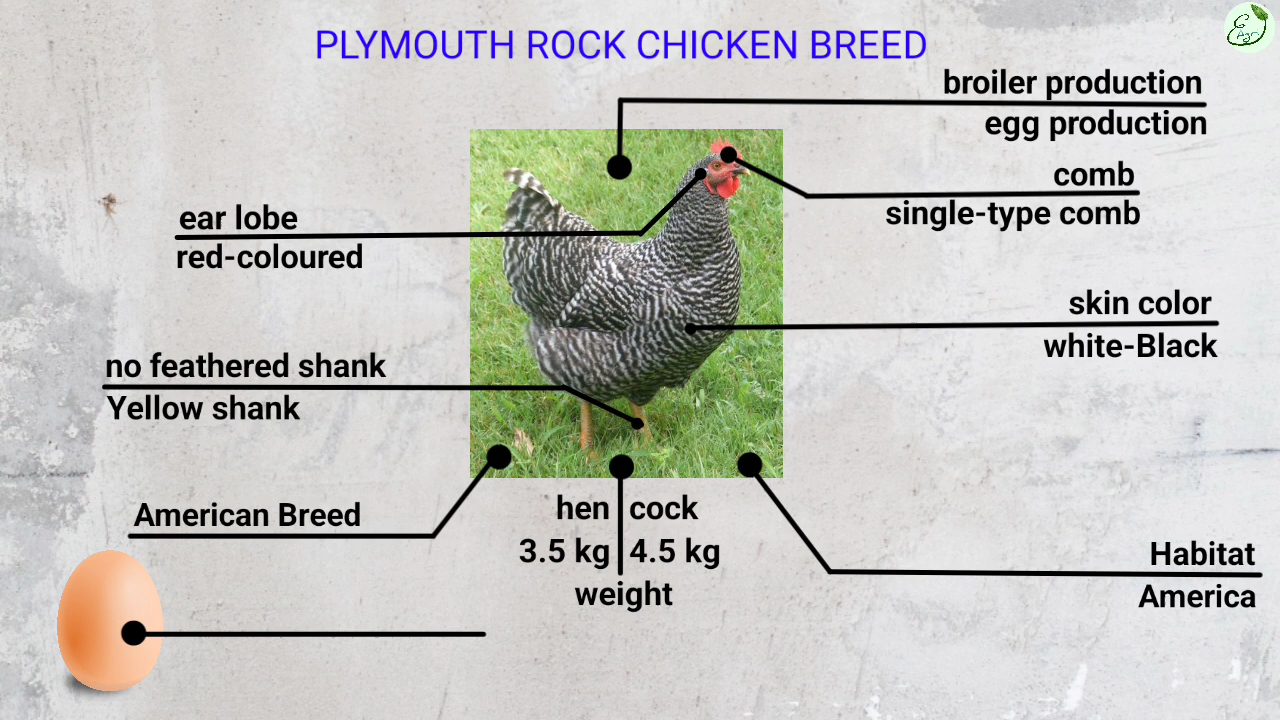 PLYMOUTH ROCK CHICKEN BREED
broiler production
egg production
comb
single-type comb
ear lobe
red-coloured
skin color
white-Black
no feathered shank
Yellow shank
American Breed
hen cock
3.5 kg 4.5 kg
weight
Habitat
America